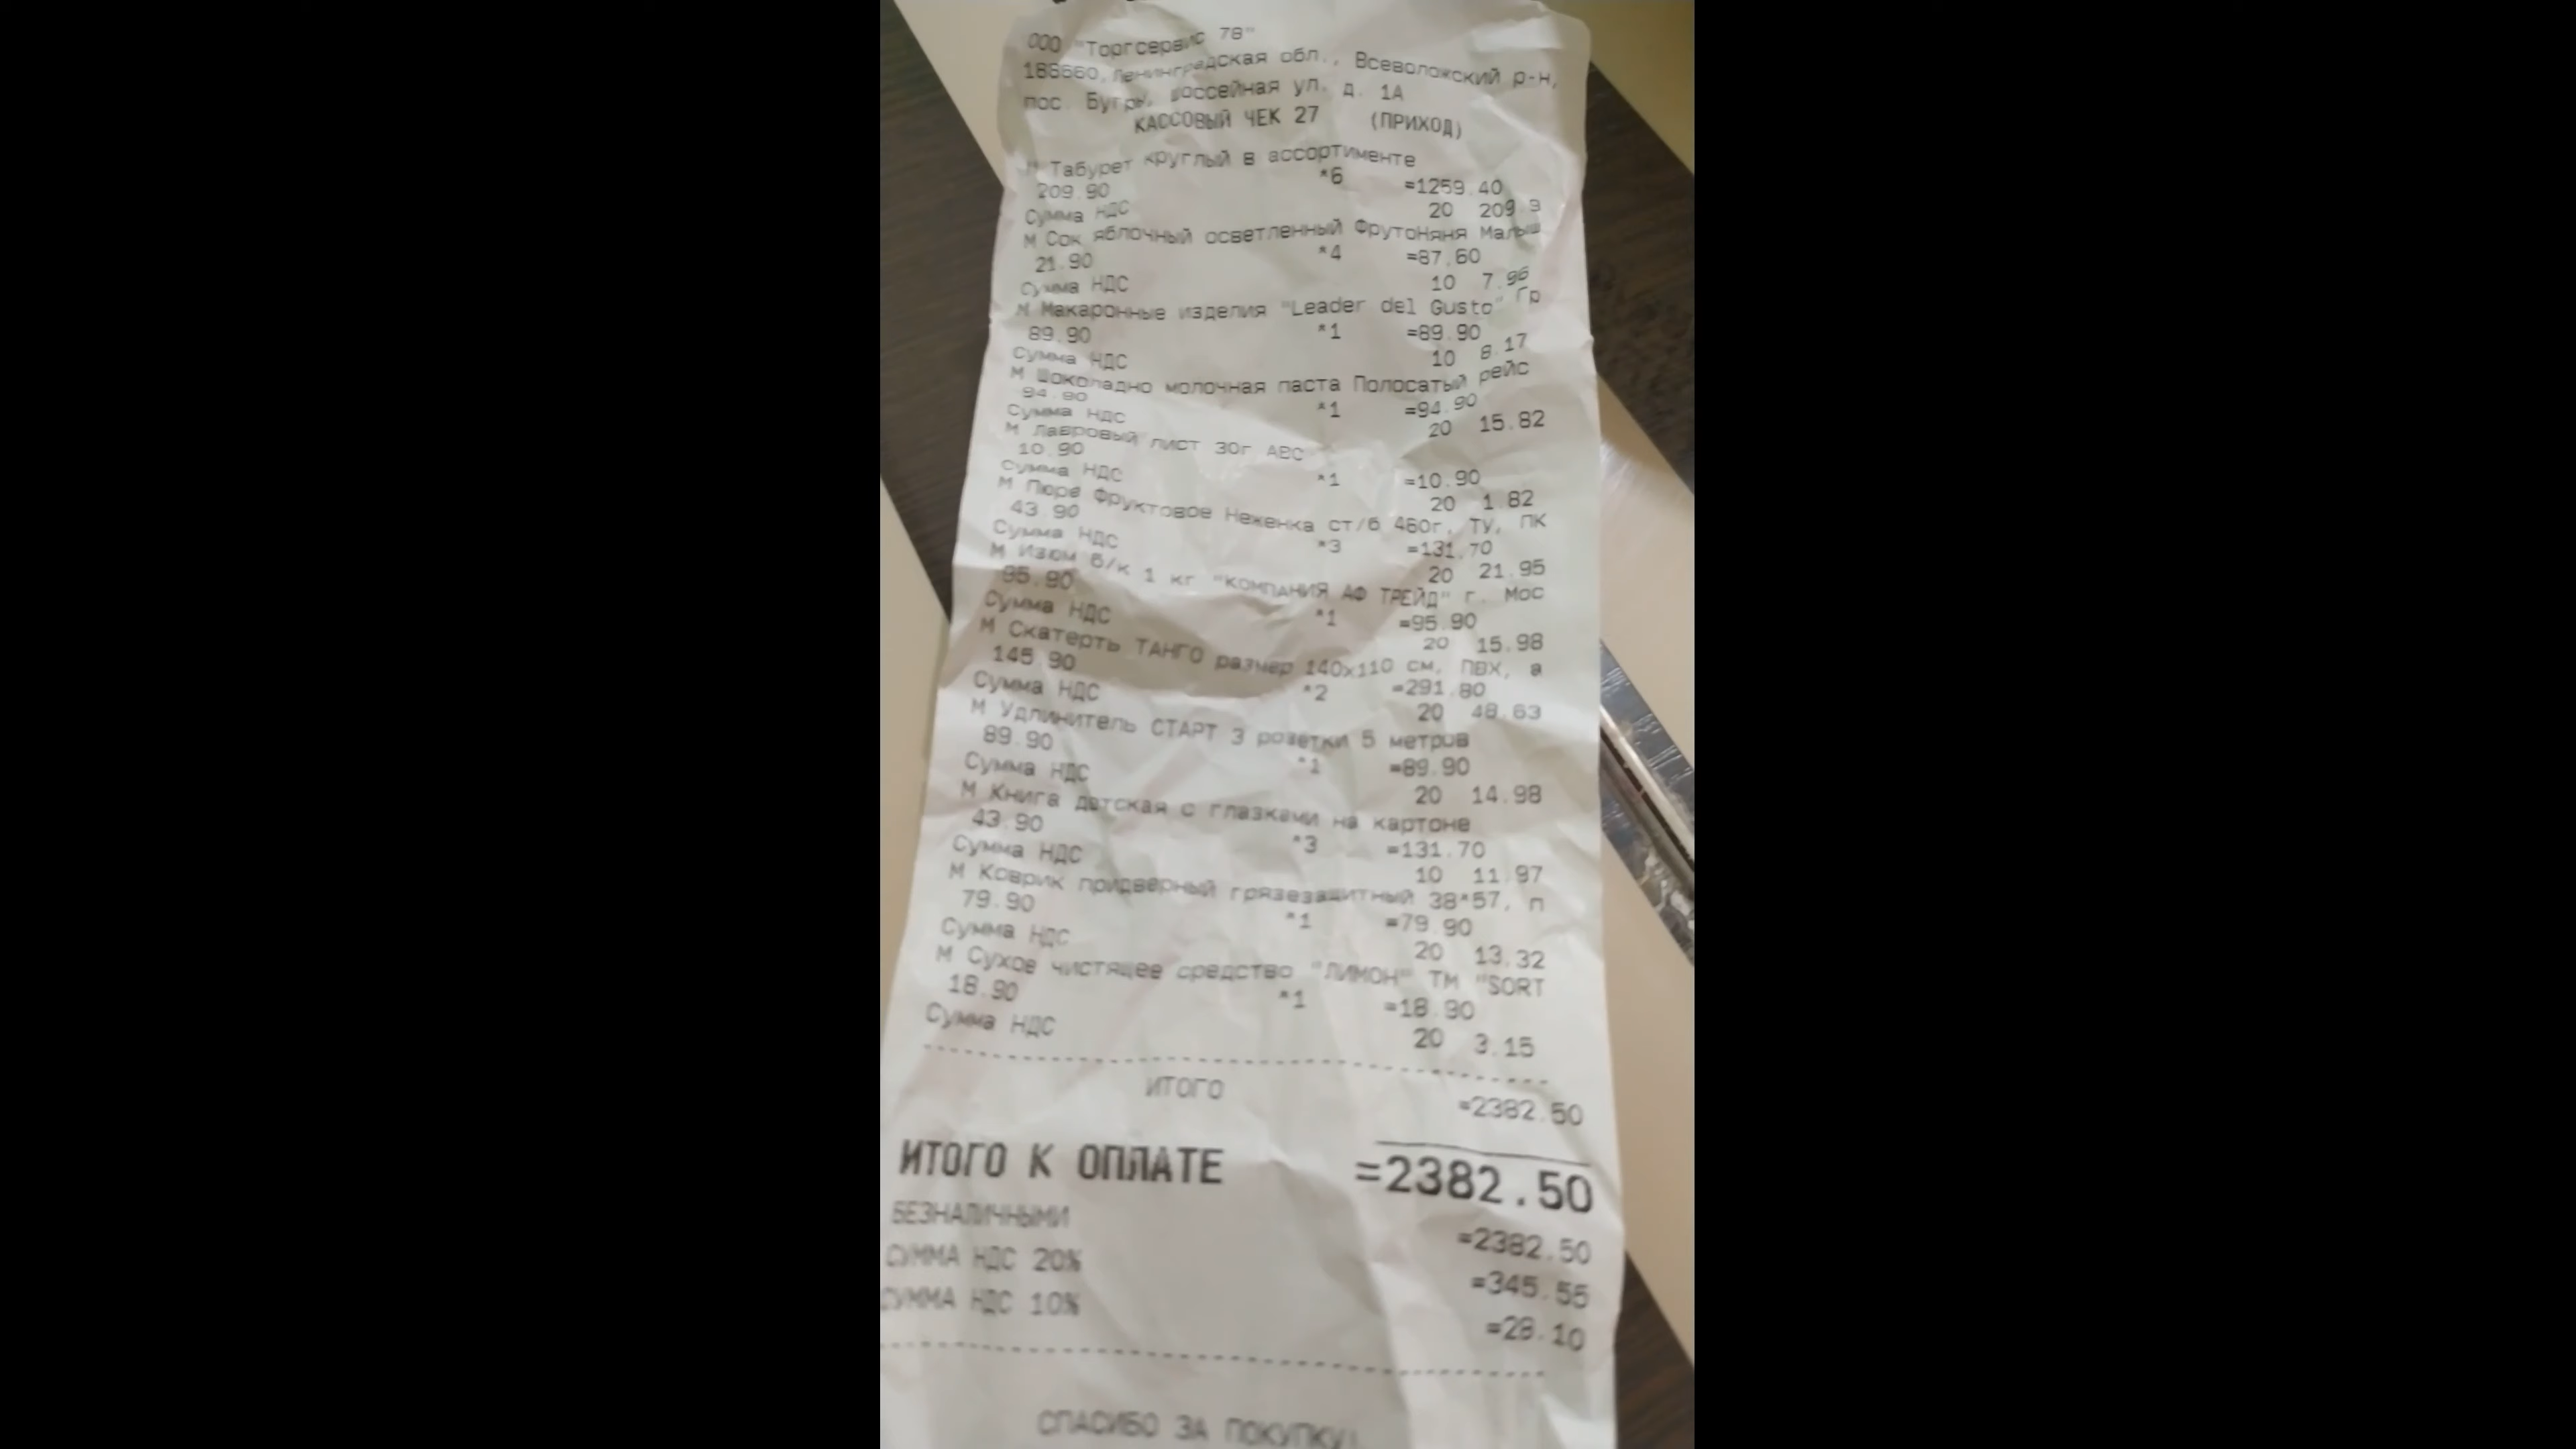 ООО "Торгсервис 78"
188660, Ленинградская обл., Всеволожский р-н,
пос. Бугры, Шоссейная ул. д. 1А
КАССОВЫЙ ЧЕК 27 (ПРИХОД)
М Табурет круглый в ассортименте
209.90 *6 =1259.40
Сумма НДС 20 209.9
М Сок яблочный осветленный ФрутоНяня Малыш
21.90 *4 =87.60
Сумма НДС 10 7.96
М Макаронные изделия "Leader del Gusto" Гр
89.90 *1 =89.90
Сумма НДС 10 8.17
М Шоколадно молочная паста Полосатый рейс
94.90 *1 =94.90
Сумма НДС 20 15.82
М Лавровый лист 30г АВС
10.90 *1 =10.90
Сумма НДС 20 1.82
М Пюре Фруктовое Неженка ст/б 460г, ТУ, ПК
43.90 *3 =131.70
Сумма НДС 20 21.95
М Изюм б/к 1 кг "КОМПАНИЯ АФ ТРЕЙД" г. Мос
95.90 *1 =95.90
Сумма НДС 20 15.98
М Скатерть ТАНГО размер 140х110 см, ПВХ, а
145.90 *2 =291.80
Сумма НДС 20 48.63
М Удлинитель СТАРТ 3 розетки 5 метров
89.90 *1 =89.90
Сумма НДС 20 14.98
М Книга детская с глазками на картоне
43.90 *3 =131.70
Сумма НДС 10 11.97
М Коврик придверный грязезащитный 38*57, п
79.90 *1 =79.90
Сумма НДС 20 13.32
М Сухое чистящее средство "ЛИМОН" ТМ "SORT
18.90 *1 =18.90
Сумма НДС 20 3.15
ИТОГО =2382.50
ИТОГО К ОПЛАТЕ =2382.50
БЕЗНАЛИЧНЫМИ =2382.50
СУММА НДС 20% =345.55
СУММА НДС 10% =28.10
СПАСИБО ЗА ПОКУПКУ!